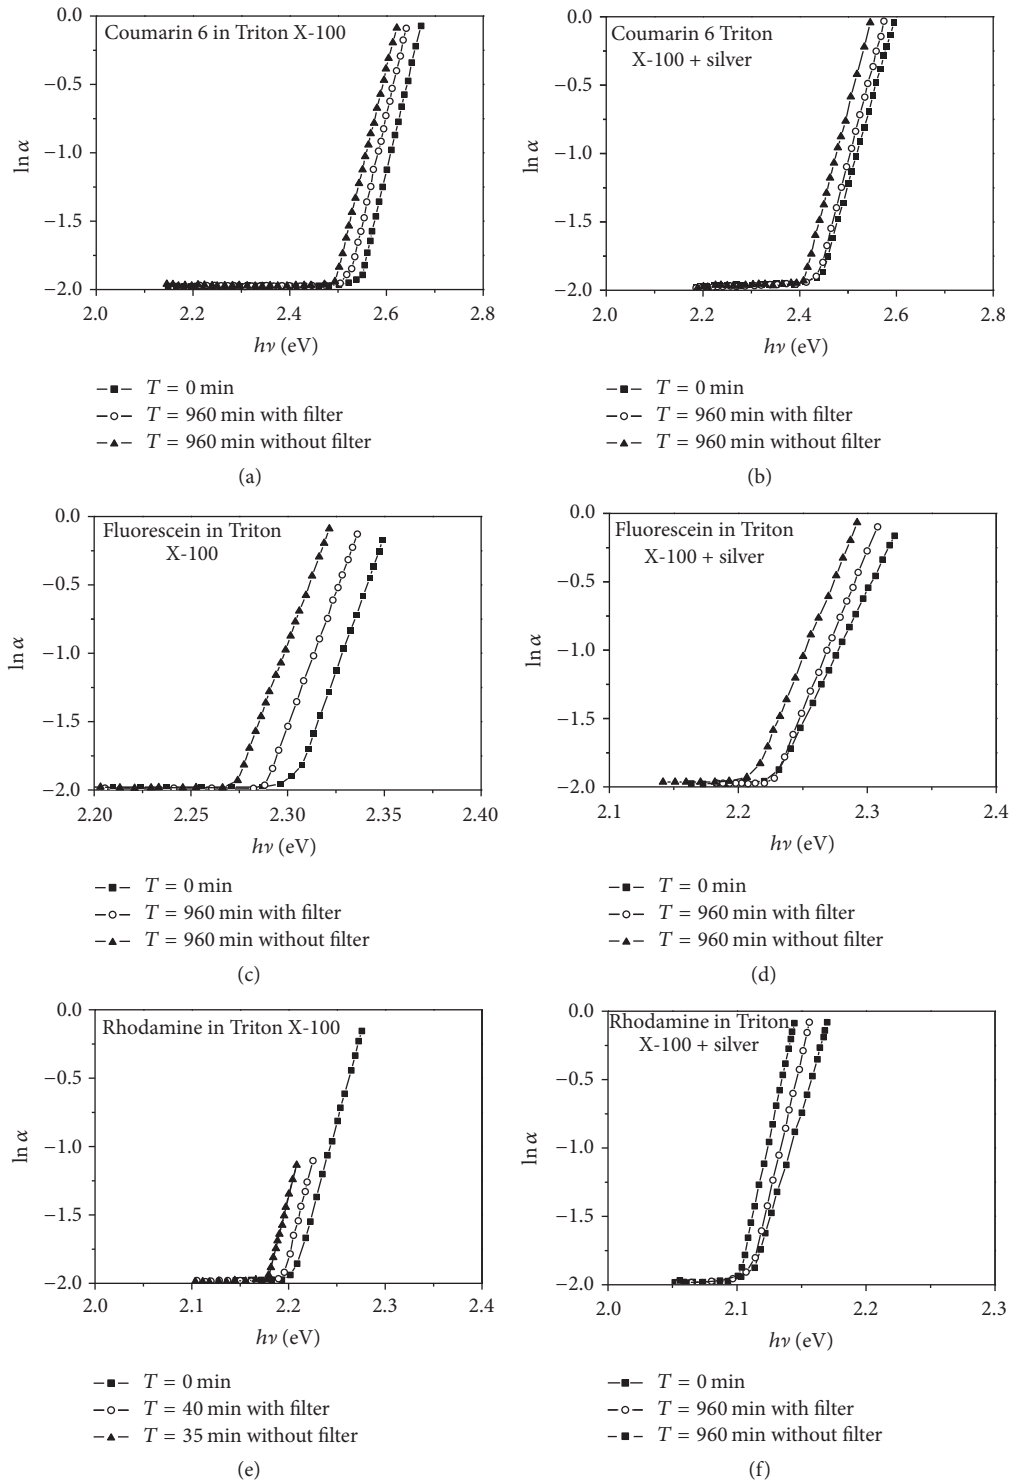 Coumarin 6 in Triton X-100
0.0
−0.5
−1.0
−1.5
−2.0
ln α
2.0 2.2 2.4 2.6 2.8
hν (eV)
T = 0 min
T = 960 min with filter
T = 960 min without filter
(a)
Coumarin 6 Triton
X-100 + silver
0.0
−0.5
−1.0
−1.5
−2.0
ln α
2.0 2.2 2.4 2.6 2.8
hν (eV)
T = 0 min
T = 960 min with filter
T = 960 min without filter
(b)
Fluorescein in Triton
X-100
0.0
−0.5
−1.0
−1.5
−2.0
ln α
2.20 2.25 2.30 2.35 2.40
hν (eV)
T = 0 min
T = 960 min with filter
T = 960 min without filter
(c)
Fluorescein in Triton
X-100 + silver
0.0
−0.5
−1.0
−1.5
−2.0
ln α
2.1 2.2 2.3 2.4
hν (eV)
T = 0 min
T = 960 min with filter
T = 960 min without filter
(d)
Rhodamine in Triton X-100
0.0
−0.5
−1.0
−1.5
−2.0
ln α
2.0 2.1 2.2 2.3 2.4
hν (eV)
T = 0 min
T = 40 min with filter
T = 35 min without filter
(e)
Rhodamine in Triton
X-100 + silver
0.0
−0.5
−1.0
−1.5
−2.0
ln α
2.0 2.1 2.2 2.3
hν (eV)
T = 0 min
T = 960 min with filter
T = 960 min without filter
(f)